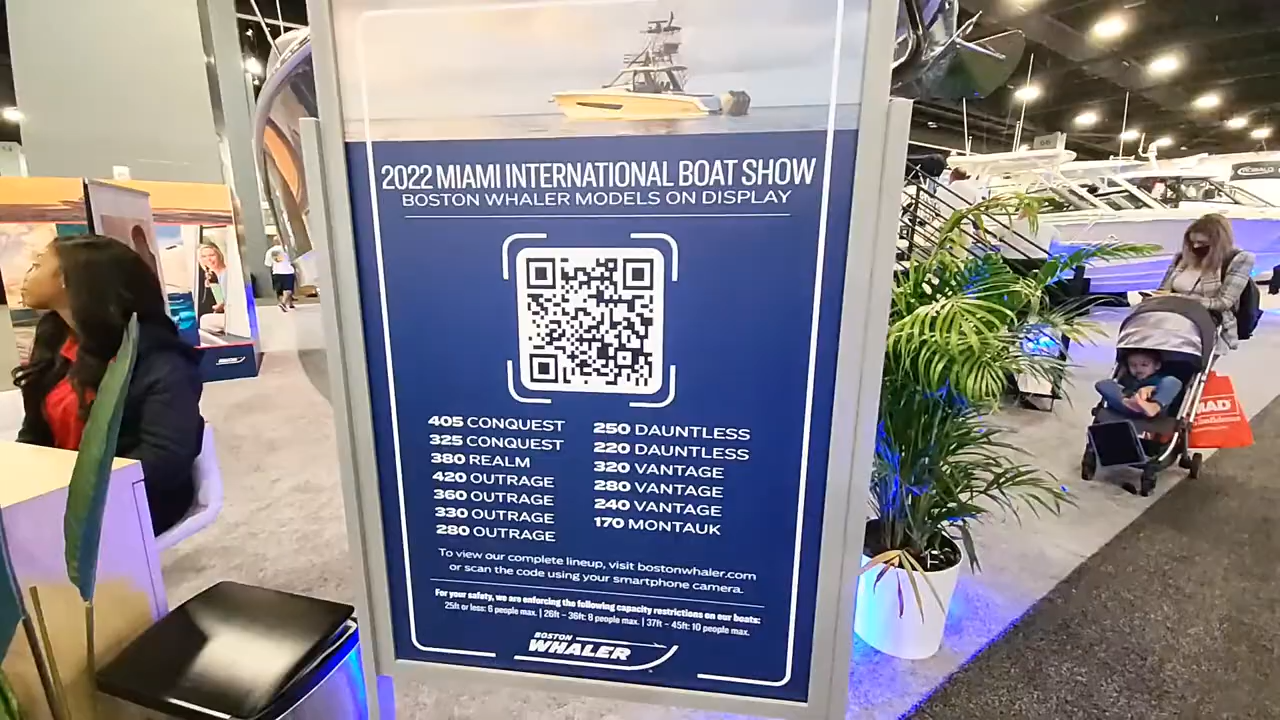 2022 MIAMI INTERNATIONAL BOAT SHOW
BOSTON WHALER MODELS ON DISPLAY
405 CONQUEST
325 CONQUEST
380 REALM
420 OUTRAGE
360 OUTRAGE
330 OUTRAGE
280 OUTRAGE
250 DAUNTLESS
220 DAUNTLESS
320 VANTAGE
280 VANTAGE
240 VANTAGE
170 MONTAUK
To view our complete lineup, visit bostonwhaler.com
or scan the code using your smartphone camera.
For your safety, we are enforcing the following capacity restrictions on our boats:
25ft or less: 6 people max. | 26ft – 36ft: 8 people max. | 37ft – 45ft: 10 people max.
BOSTON
WHALER
COBALT
MAD